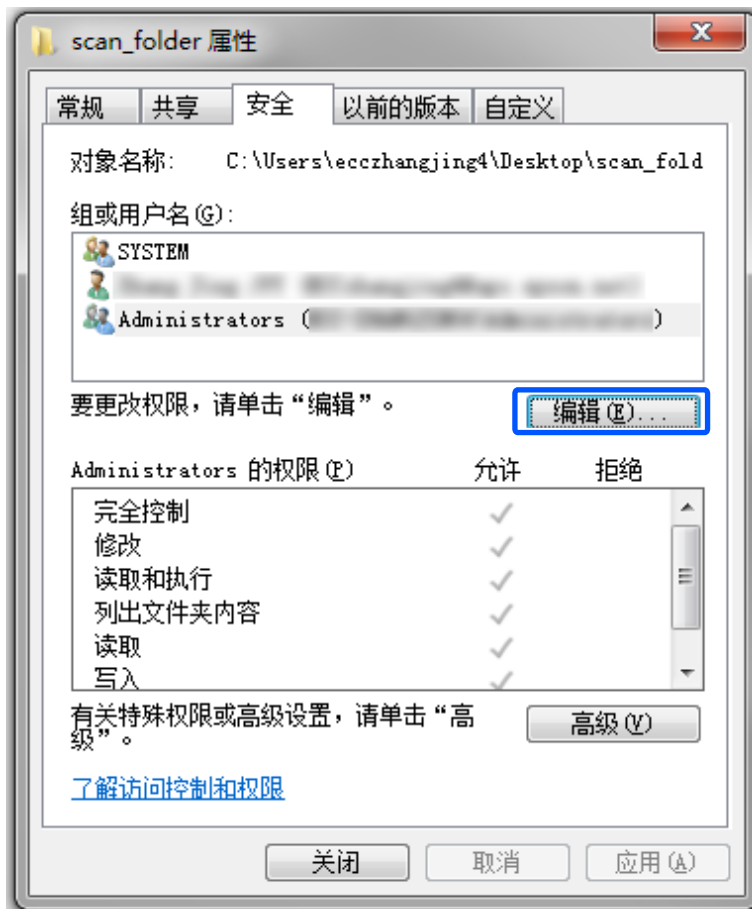 scan_folder 属性
常规 共享 安全 以前的版本 自定义
对象名称: C:\Users\ecczhangjing4\Desktop\scan_fold
组或用户名(G):
SYSTEM
Administrators ( )
要更改权限，请单击“编辑”。
编辑(E)...
Administrators 的权限(P) 允许 拒绝
完全控制
修改
读取和执行
列出文件夹内容
读取
写入
有关特殊权限或高级设置，请单击“高
级”。
高级(V)
了解访问控制和权限
关闭 取消 应用(A)